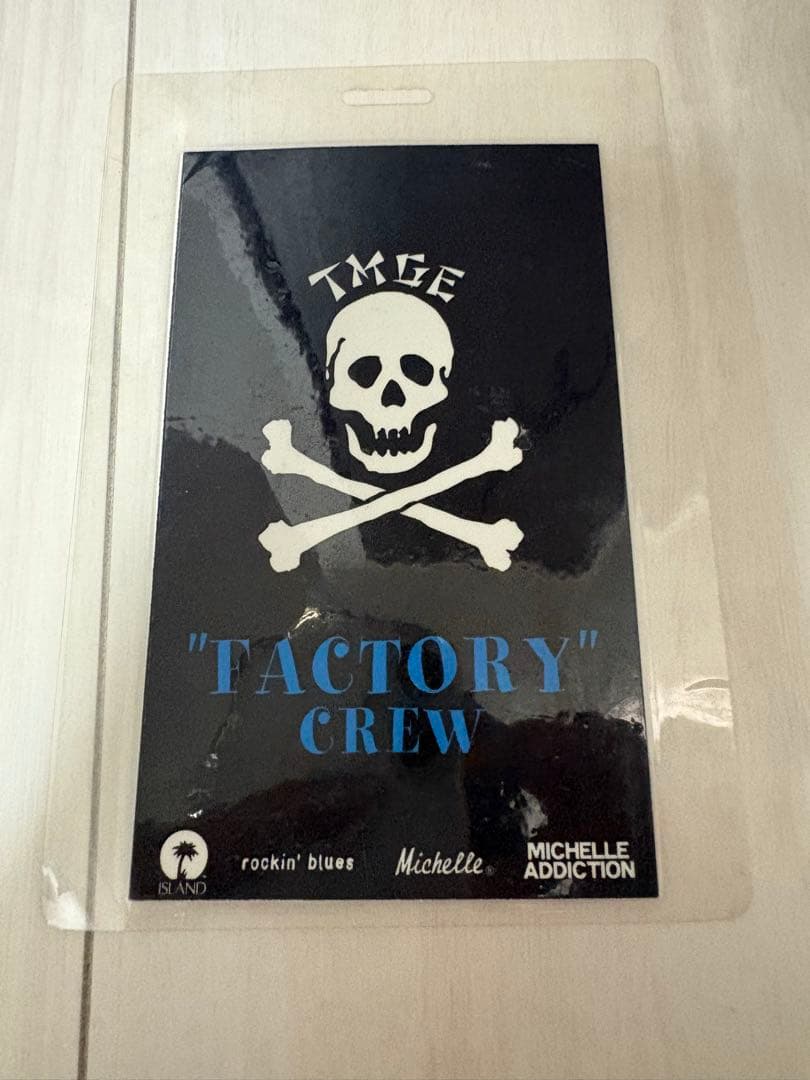 TMGE
"FACTORY"
CREW
ISLAND
rockin' blues
Michelle®
MICHELLE
ADDICTION